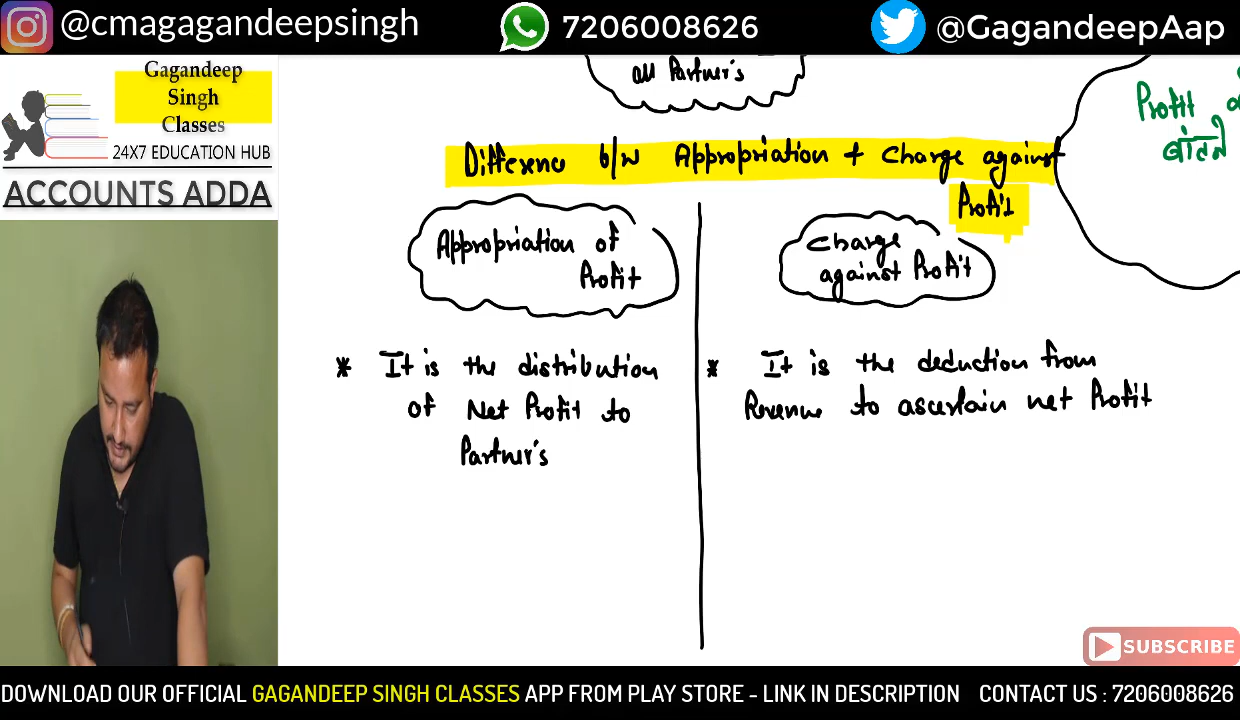 @cmagagandeepsingh
7206008626
@GagandeepAap
Gagandeep
Singh
Classes
24X7 EDUCATION HUB
ACCOUNTS ADDA
all Partner's
Profit
बांटने
Difference b/w Appropriation & Charge against
Profit
Appropriation of
Profit
Charge
against Profit
* It is the distribution
of Net Profit to
Partner's
* It is the deduction from
Revenue to ascertain net Profit
SUBSCRIBE
DOWNLOAD OUR OFFICIAL GAGANDEEP SINGH CLASSES APP FROM PLAY STORE - LINK IN DESCRIPTION CONTACT US : 7206008626